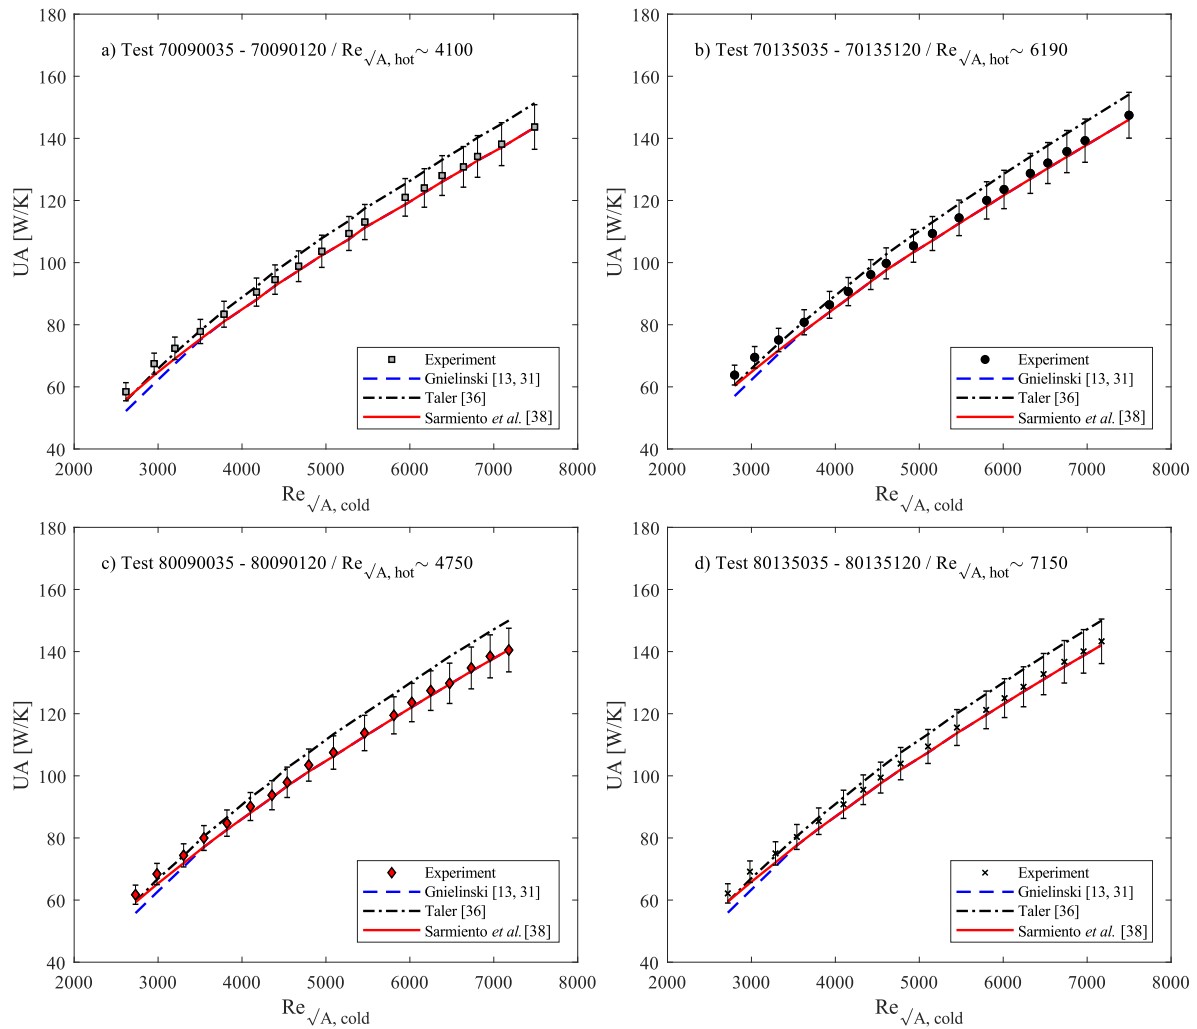 a) Test 70090035 - 70090120 / Re√A, hot ~ 4100
UA [W/K]
180
160
140
120
100
80
60
40
Experiment
Gnielinski [13, 31]
Taler [36]
Sarmiento et al. [38]
2000 3000 4000 5000 6000 7000 8000
Re√A, cold
b) Test 70135035 - 70135120 / Re√A, hot ~ 6190
UA [W/K]
180
160
140
120
100
80
60
40
Experiment
Gnielinski [13, 31]
Taler [36]
Sarmiento et al. [38]
2000 3000 4000 5000 6000 7000 8000
Re√A, cold
c) Test 80090035 - 80090120 / Re√A, hot ~ 4750
UA [W/K]
180
160
140
120
100
80
60
40
Experiment
Gnielinski [13, 31]
Taler [36]
Sarmiento et al. [38]
2000 3000 4000 5000 6000 7000 8000
Re√A, cold
d) Test 80135035 - 80135120 / Re√A, hot ~ 7150
UA [W/K]
180
160
140
120
100
80
60
40
Experiment
Gnielinski [13, 31]
Taler [36]
Sarmiento et al. [38]
2000 3000 4000 5000 6000 7000 8000
Re√A, cold